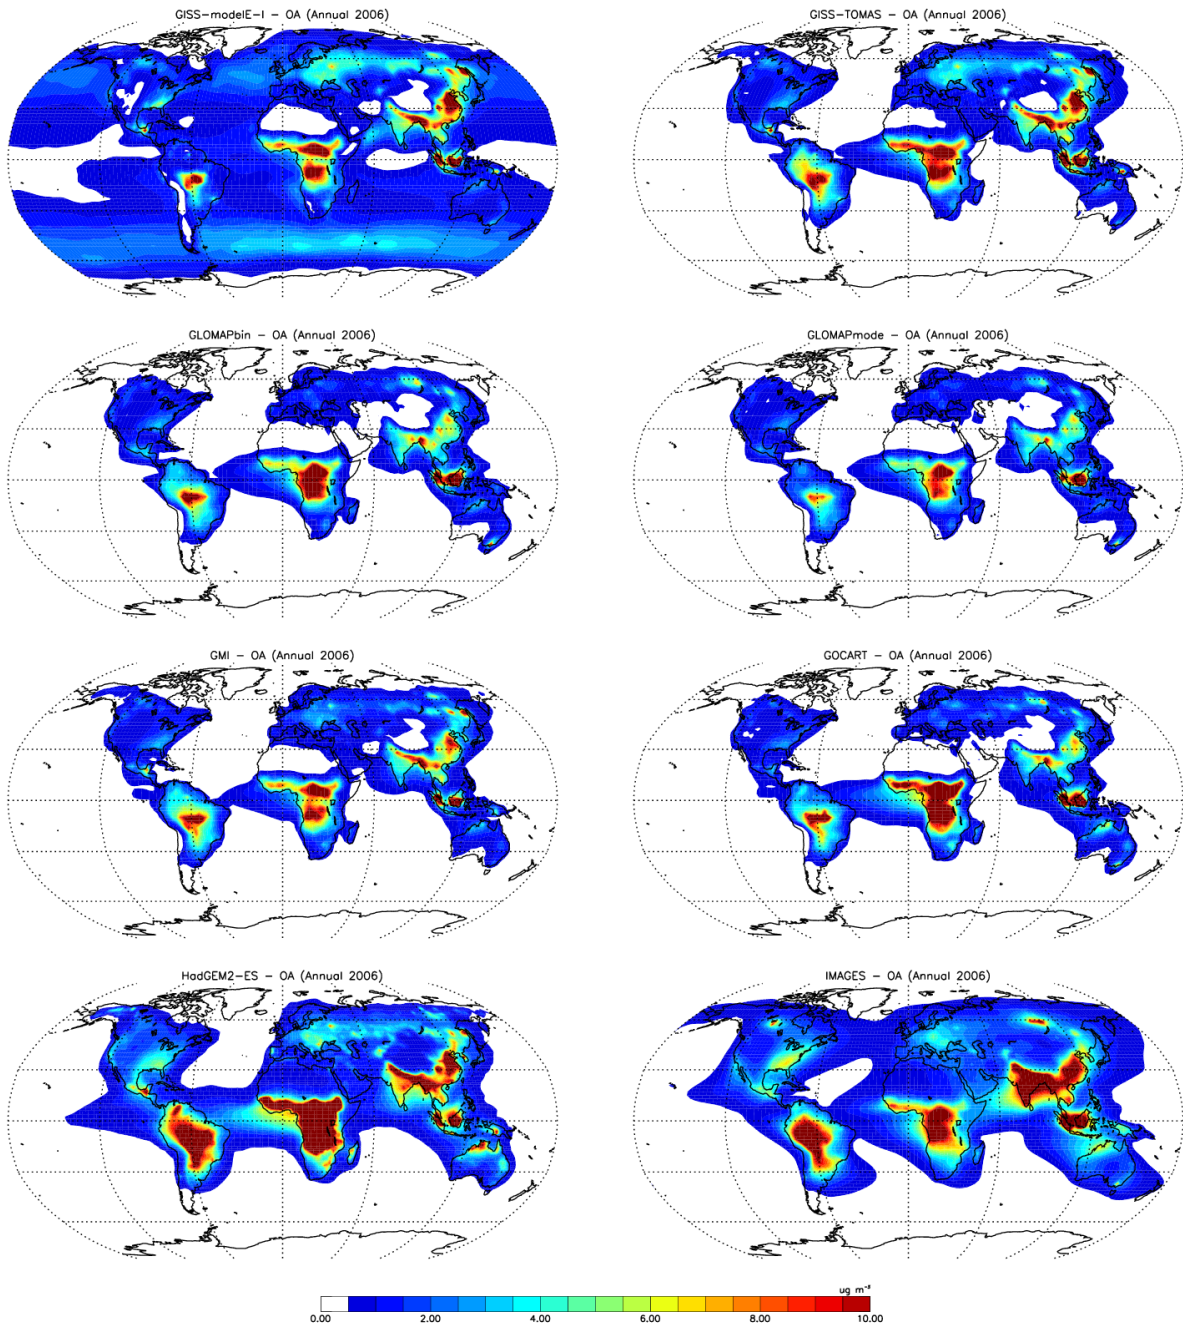 GISS-modelE-I - OA (Annual 2006)
GISS-TOMAS - OA (Annual 2006)
GLOMAPbin - OA (Annual 2006)
GLOMAPmode - OA (Annual 2006)
GMI - OA (Annual 2006)
GOCART - OA (Annual 2006)
HadGEM2-ES - OA (Annual 2006)
IMAGES - OA (Annual 2006)
ug m⁻³
0.00 2.00 4.00 6.00 8.00 10.00